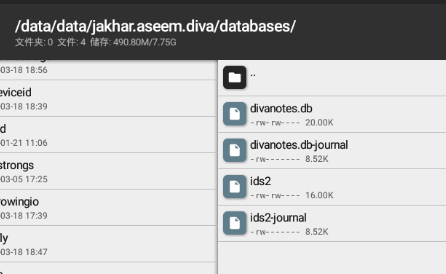 /data/data/jakhar.aseem.diva/databases/
文件夹: 0 文件: 4 储存: 490.80M/7.75G
03-18 18:56
eviceid
03-18 18:39
d
01-21 11:06
strongs
03-05 17:25
rowingio
03-18 17:39
ly
03-18 18:47
..
divanotes.db
-rw-rw---- 20.00K
divanotes.db-journal
-rw------- 8.52K
ids2
-rw-rw---- 16.00K
ids2-journal
-rw------- 8.52K